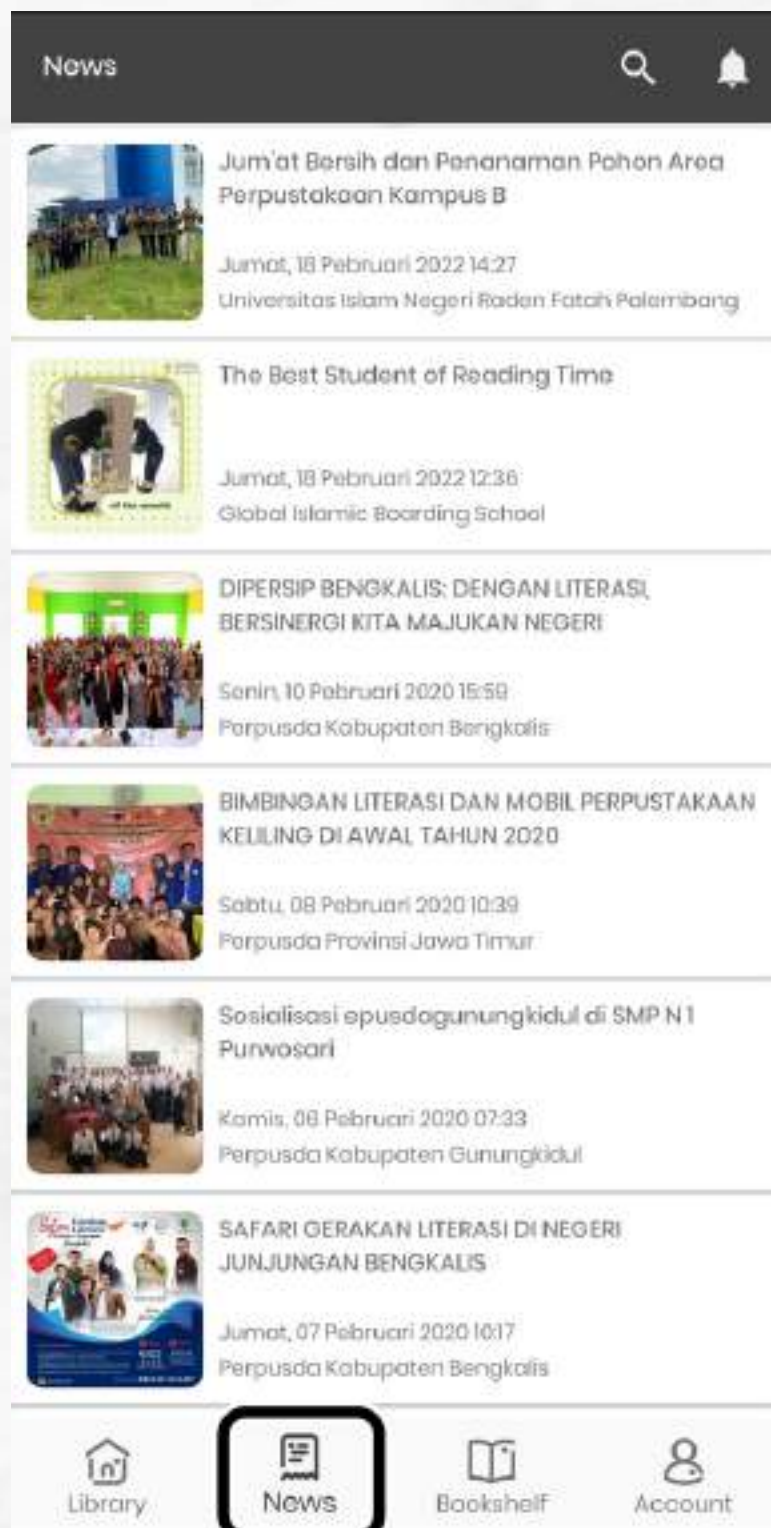 News
Jum'at Bersih dan Penanaman Pohon Area
Perpustakaan Kampus B
Jumat, 18 Pebruari 2022 14:27
Universitas Islam Negeri Raden Fatah Palembang
The Best Student of Reading Time
of the month
Jumat, 18 Pebruari 2022 12:36
Global Islamic Boarding School
DIPERSIP BENGKALIS: DENGAN LITERASI,
BERSINERGI KITA MAJUKAN NEGERI
Senin, 10 Pebruari 2020 15:59
Perpusda Kabupaten Bengkalis
BIMBINGAN LITERASI DAN MOBIL PERPUSTAKAAN
KELILING DI AWAL TAHUN 2020
Sabtu, 08 Pebruari 2020 10:39
Perpusda Provinsi Jawa Timur
Sosialisasi epusdagunungkidul di SMP N 1
Purwosari
Kamis, 06 Pebruari 2020 07:33
Perpusda Kabupaten Gunungkidul
SAFARI GERAKAN LITERASI DI NEGERI
JUNJUNGAN BENGKALIS
Jumat, 07 Pebruari 2020 10:17
Perpusda Kabupaten Bengkalis
Library
News
Bookshelf
Account